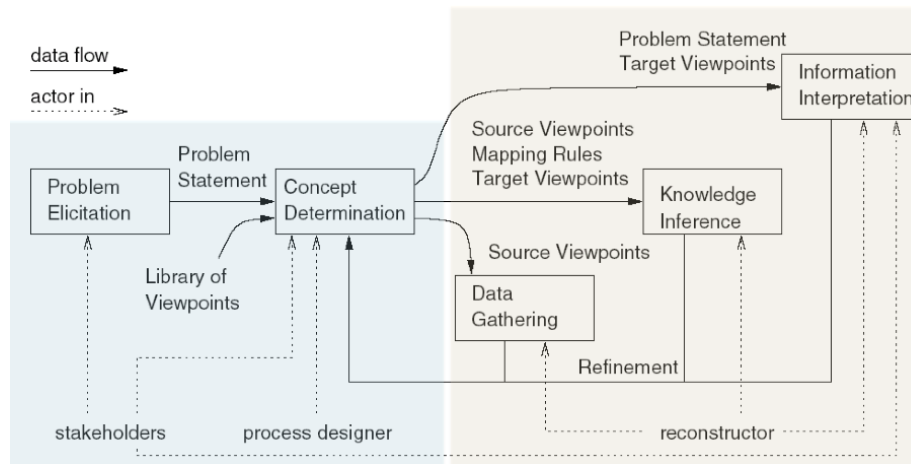 data flow
actor in
Problem Statement
Target Viewpoints
Information
Interpretation
Problem
Statement
Source Viewpoints
Mapping Rules
Target Viewpoints
Problem
Elicitation
Concept
Determination
Knowledge
Inference
Library of
Viewpoints
Source Viewpoints
Data
Gathering
Refinement
stakeholders
process designer
reconstructor